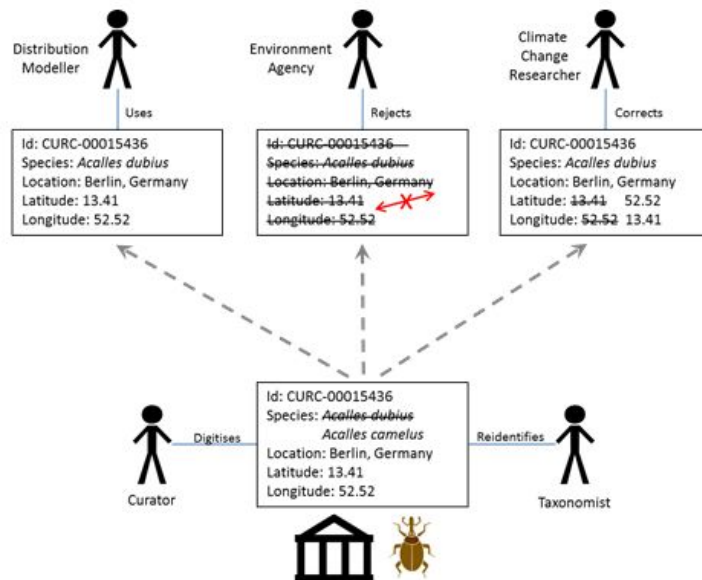 Distribution
Modeller
Environment
Agency
Climate
Change
Researcher
Uses
Rejects
Corrects
Id: CURC-00015436
Species: Acalles dubius
Location: Berlin, Germany
Latitude: 13.41
Longitude: 52.52
Id: CURC-00015436
Species: Acalles dubius
Location: Berlin, Germany
Latitude: 13.41
Longitude: 52.52
Id: CURC-00015436
Species: Acalles dubius
Location: Berlin, Germany
Latitude: 13.41 52.52
Longitude: 52.52 13.41
Id: CURC-00015436
Species: Acalles dubius
Acalles camelus
Location: Berlin, Germany
Latitude: 13.41
Longitude: 52.52
Digitises
Reidentifies
Curator
Taxonomist